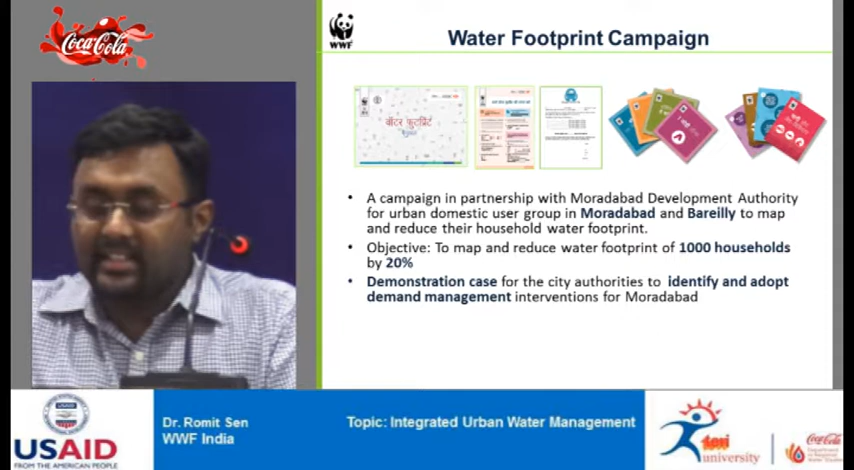 Coca-Cola
WWF
Water Footprint Campaign
वॉटर फुटप्रिंट
• A campaign in partnership with Moradabad Development Authority
for urban domestic user group in Moradabad and Bareilly to map
and reduce their household water footprint.
• Objective: To map and reduce water footprint of 1000 households
by 20%
• Demonstration case for the city authorities to identify and adopt
demand management interventions for Moradabad
USAID
FROM THE AMERICAN PEOPLE
Dr. Romit Sen
WWF India
Topic: Integrated Urban Water Management
teri
university
Coca-Cola